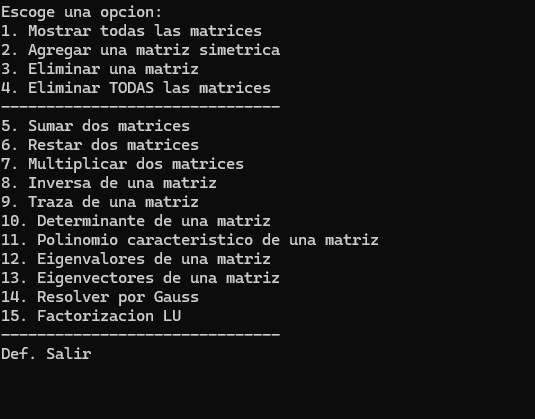 Escoge una opcion:
1. Mostrar todas las matrices
2. Agregar una matriz simetrica
3. Eliminar una matriz
4. Eliminar TODAS las matrices
-------------------------------
5. Sumar dos matrices
6. Restar dos matrices
7. Multiplicar dos matrices
8. Inversa de una matriz
9. Traza de una matriz
10. Determinante de una matriz
11. Polinomio caracteristico de una matriz
12. Eigenvalores de una matriz
13. Eigenvectores de una matriz
14. Resolver por Gauss
15. Factorizacion LU
-------------------------------
Def. Salir